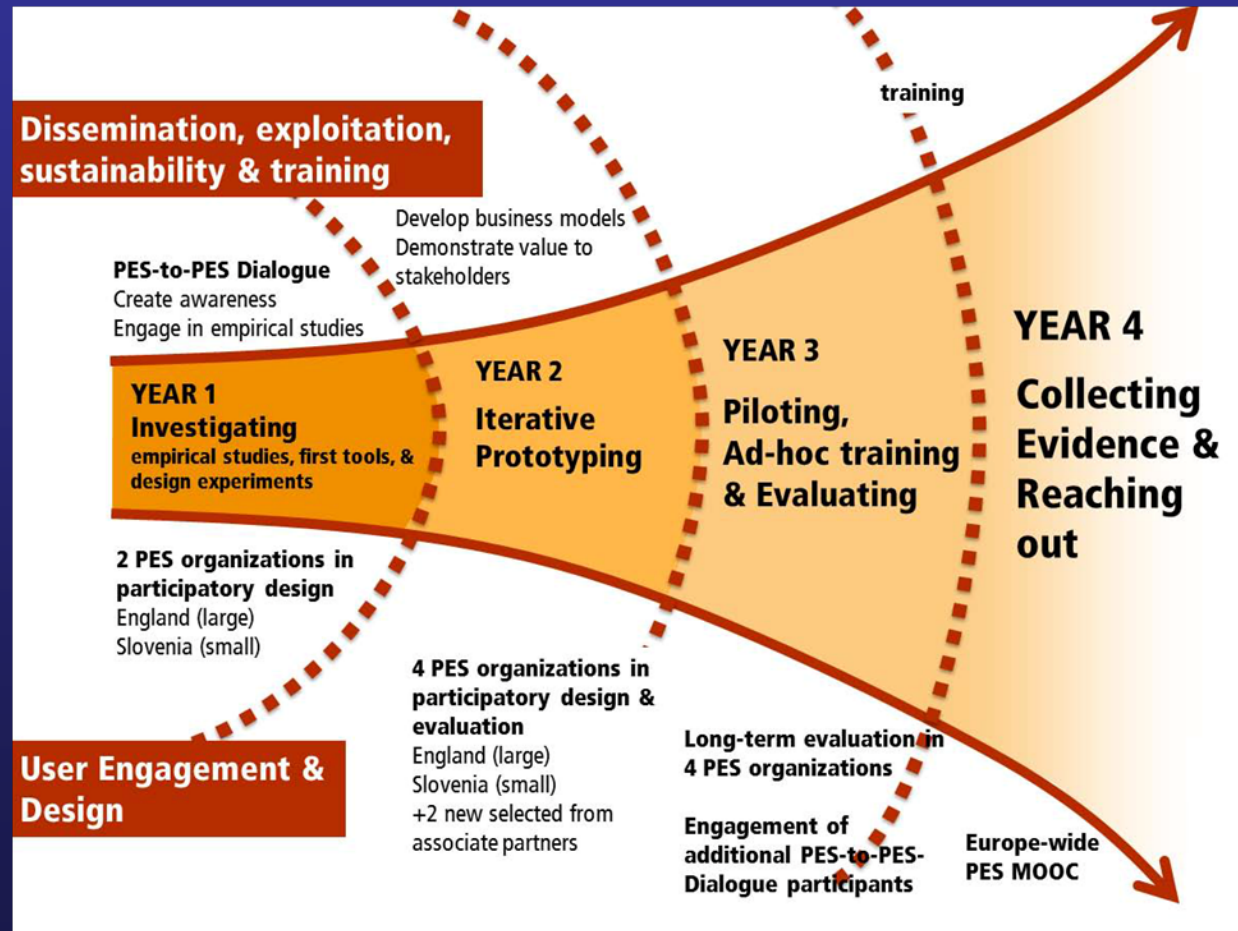 training
Dissemination, exploitation,
sustainability & training
Develop business models
Demonstrate value to
stakeholders
PES-to-PES Dialogue
Create awareness
Engage in empirical studies
YEAR 1
Investigating
empirical studies, first tools, &
design experiments
YEAR 2
Iterative
Prototyping
YEAR 3
Piloting,
Ad-hoc training
& Evaluating
YEAR 4
Collecting
Evidence &
Reaching
out
2 PES organizations in
participatory design
England (large)
Slovenia (small)
4 PES organizations in
participatory design &
evaluation
England (large)
Slovenia (small)
+2 new selected from
associate partners
Long-term evaluation in
4 PES organizations
Engagement of
additional PES-to-PES-
Dialogue participants
Europe-wide
PES MOOC
User Engagement &
Design